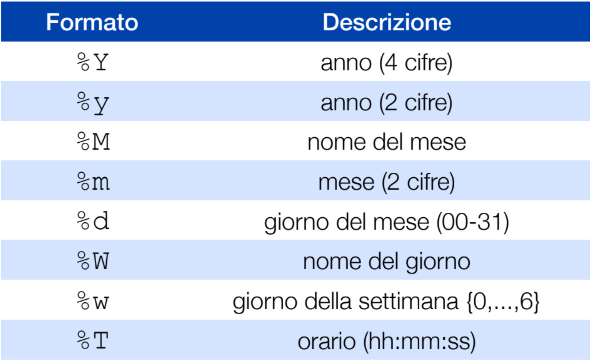 Formato Descrizione
%Y anno (4 cifre)
%y anno (2 cifre)
%M nome del mese
%m mese (2 cifre)
%d giorno del mese (00-31)
%W nome del giorno
%w giorno della settimana {0,...,6}
%T orario (hh:mm:ss)